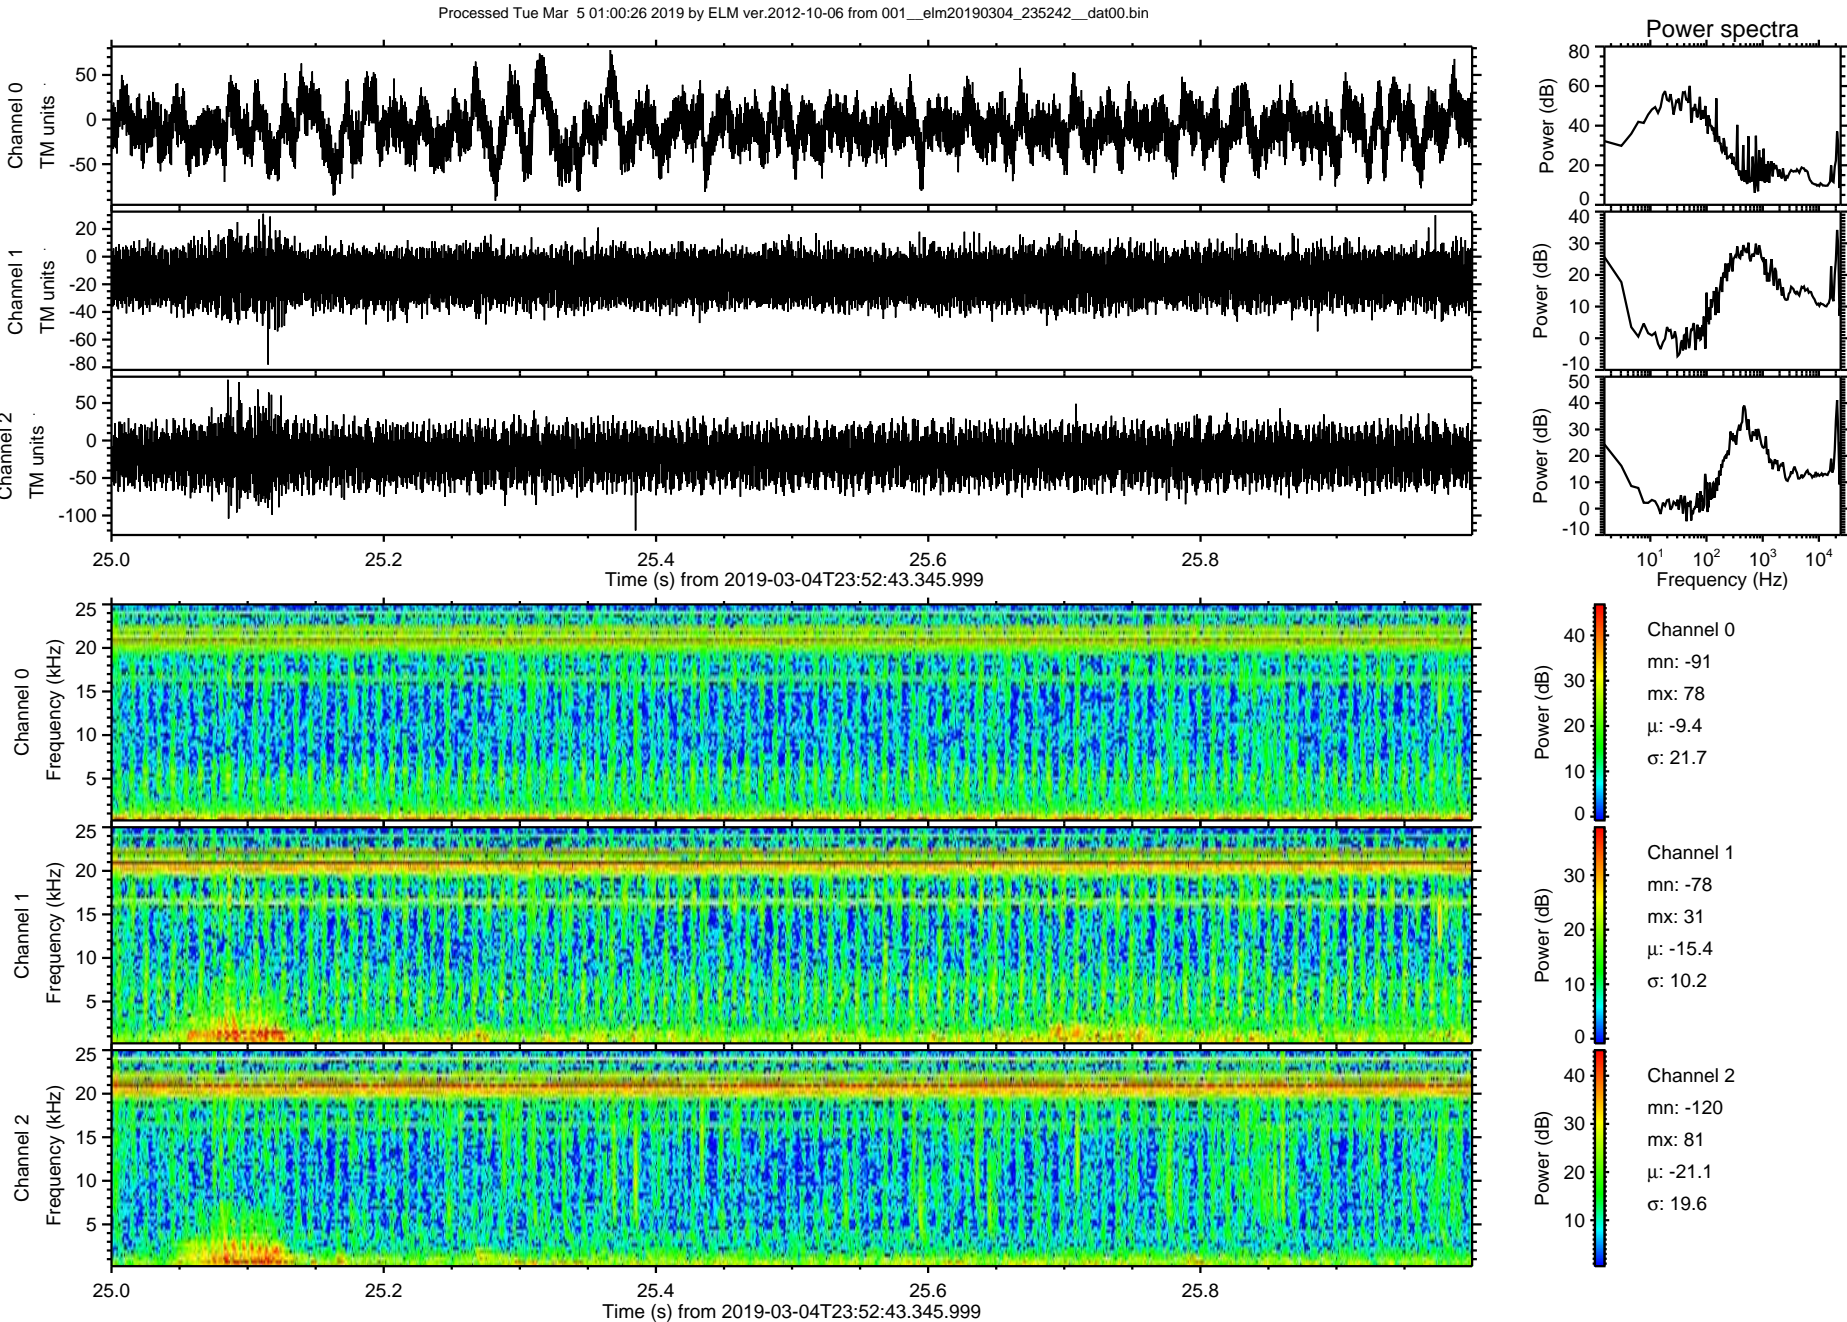 Processed Tue Mar  5 01:00:26 2019 by ELM ver.2012-10-06 from 001__elm20190304_235242__dat00.bin
Power spectra
Channel 0
TM units
50
0
-50
Power (dB)
80
60
40
20
0
Channel 1
TM units
20
0
-20
-40
-60
-80
Power (dB)
40
30
20
10
0
-10
Channel 2
TM units
50
0
-50
-100
Power (dB)
50
40
30
20
10
0
-10
25.0 25.2 25.4 25.6 25.8
Time (s) from 2019-03-04T23:52:43.345.999
10^1 10^2 10^3 10^4
Frequency (Hz)
Channel 0
Frequency (kHz)
25
20
15
10
5
Power (dB)
40
30
20
10
0
Channel 0
mn: -91
mx: 78
μ: -9.4
σ: 21.7
Channel 1
Frequency (kHz)
25
20
15
10
5
Power (dB)
30
20
10
0
Channel 1
mn: -78
mx: 31
μ: -15.4
σ: 10.2
Channel 2
Frequency (kHz)
25
20
15
10
5
Power (dB)
40
30
20
10
Channel 2
mn: -120
mx: 81
μ: -21.1
σ: 19.6
25.0 25.2 25.4 25.6 25.8
Time (s) from 2019-03-04T23:52:43.345.999